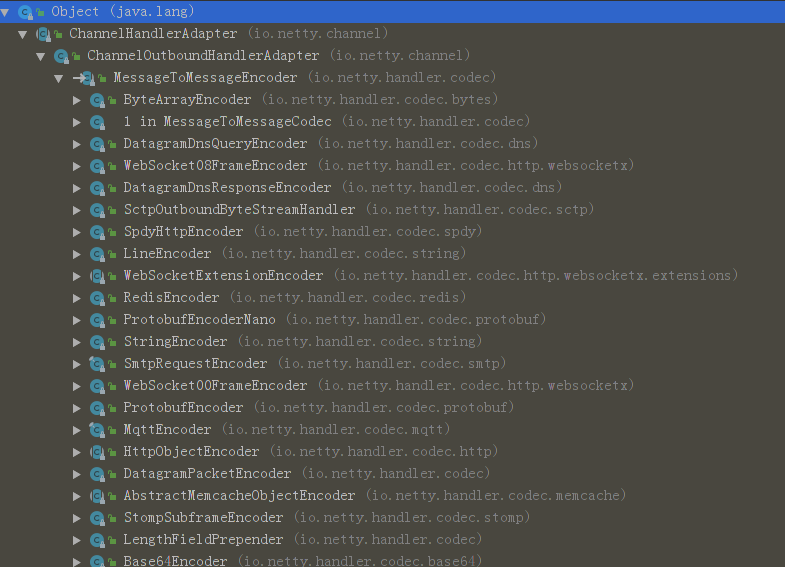 Object (java.lang)
ChannelHandlerAdapter (io.netty.channel)
ChannelOutboundHandlerAdapter (io.netty.channel)
MessageToMessageEncoder (io.netty.handler.codec)
ByteArrayEncoder (io.netty.handler.codec.bytes)
1 in MessageToMessageCodec (io.netty.handler.codec)
DatagramDnsQueryEncoder (io.netty.handler.codec.dns)
WebSocket08FrameEncoder (io.netty.handler.codec.http.websocketx)
DatagramDnsResponseEncoder (io.netty.handler.codec.dns)
SctpOutboundByteStreamHandler (io.netty.handler.codec.sctp)
SpdyHttpEncoder (io.netty.handler.codec.spdy)
LineEncoder (io.netty.handler.codec.string)
WebSocketExtensionEncoder (io.netty.handler.codec.http.websocketx.extensions)
RedisEncoder (io.netty.handler.codec.redis)
ProtobufEncoderNano (io.netty.handler.codec.protobuf)
StringEncoder (io.netty.handler.codec.string)
SmtpRequestEncoder (io.netty.handler.codec.smtp)
WebSocket00FrameEncoder (io.netty.handler.codec.http.websocketx)
ProtobufEncoder (io.netty.handler.codec.protobuf)
MqttEncoder (io.netty.handler.codec.mqtt)
HttpObjectEncoder (io.netty.handler.codec.http)
DatagramPacketEncoder (io.netty.handler.codec)
AbstractMemcacheObjectEncoder (io.netty.handler.codec.memcache)
StompSubframeEncoder (io.netty.handler.codec.stomp)
LengthFieldPrepender (io.netty.handler.codec)
Base64Encoder (io.netty.handler.codec.base64)